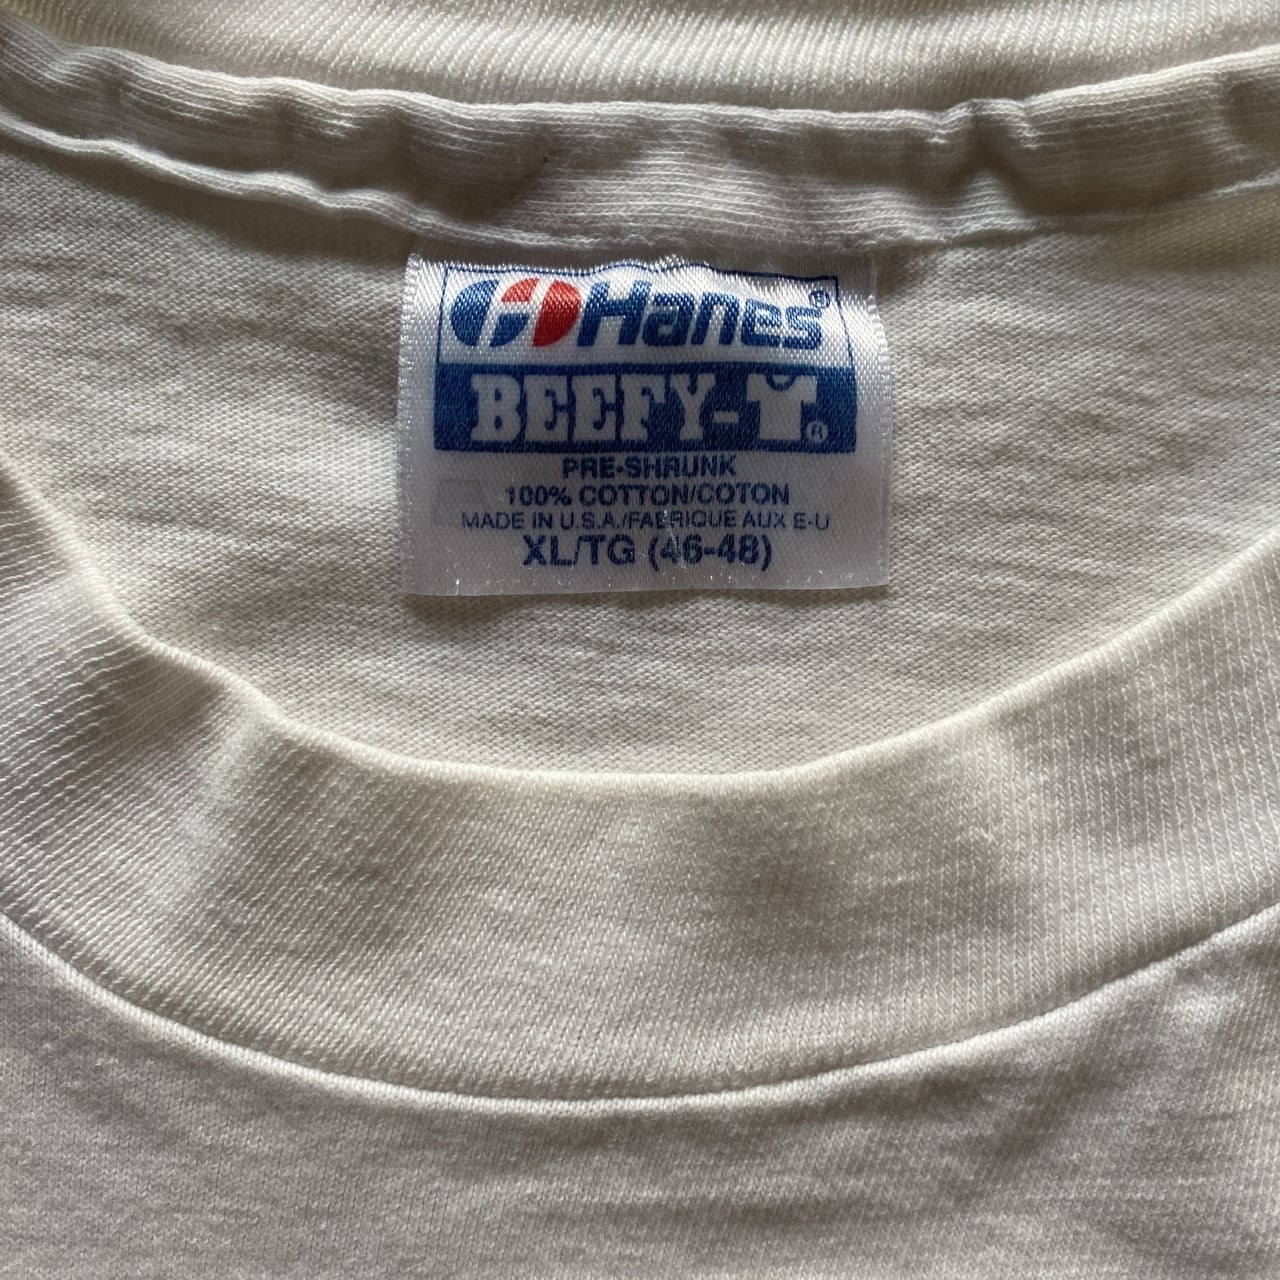 Hanes®
BEEFY-T®
PRE-SHRUNK
100% COTTON/COTON
MADE IN U.S.A./FABRIQUE AUX E-U
XL/TG (46-48)